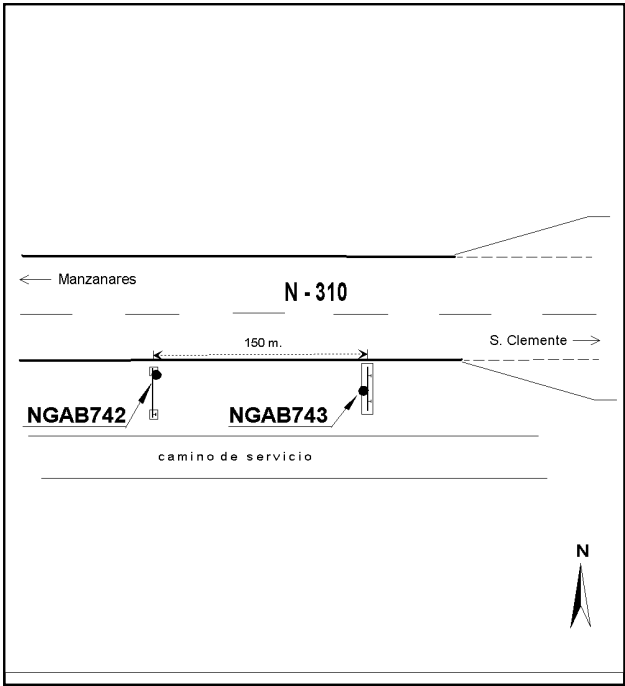 Manzanares
N - 310
150 m.
S. Clemente
NGAB742
NGAB743
camino de servicio
N